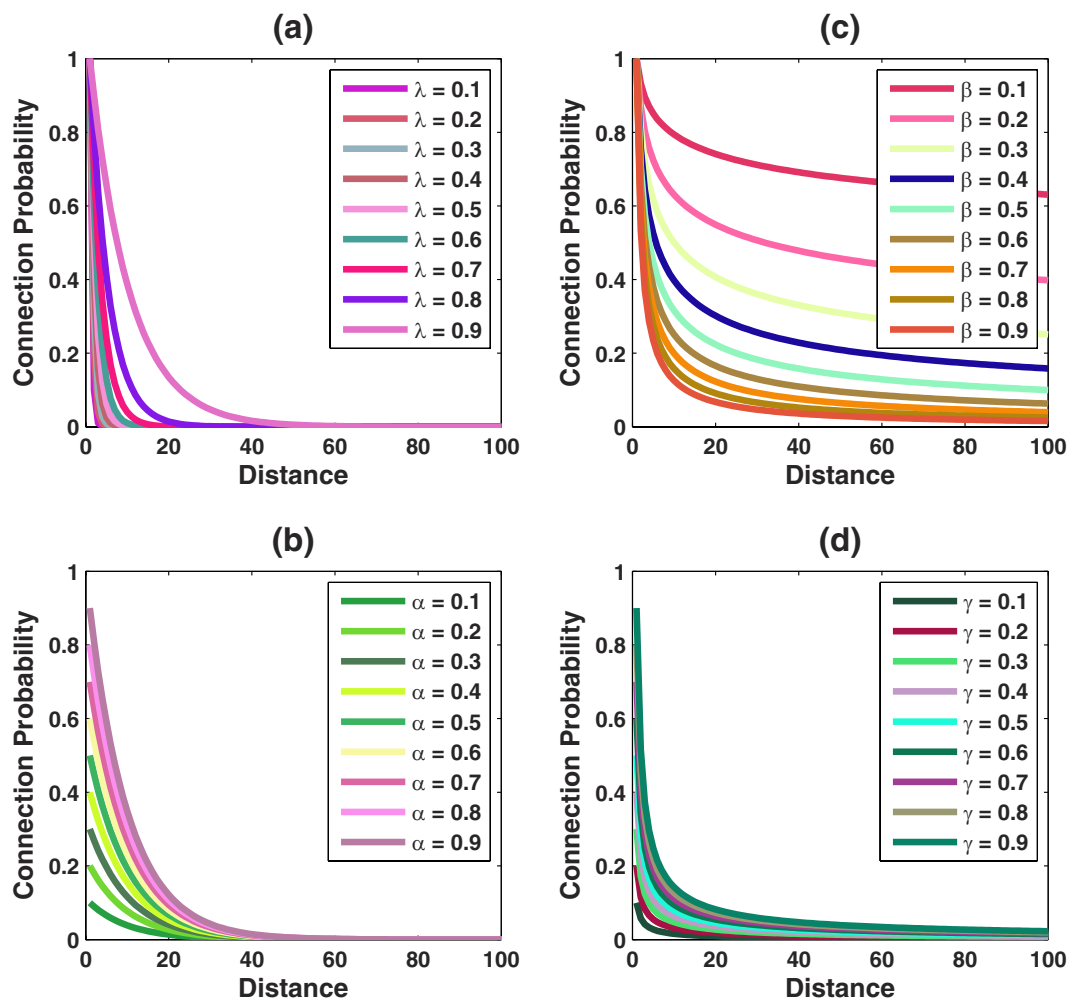 (a)
Connection Probability
1
0.8
0.6
0.4
0.2
0
0 20 40 60 80 100
Distance
λ = 0.1
λ = 0.2
λ = 0.3
λ = 0.4
λ = 0.5
λ = 0.6
λ = 0.7
λ = 0.8
λ = 0.9
(c)
Connection Probability
1
0.8
0.6
0.4
0.2
0
0 20 40 60 80 100
Distance
β = 0.1
β = 0.2
β = 0.3
β = 0.4
β = 0.5
β = 0.6
β = 0.7
β = 0.8
β = 0.9
(b)
Connection Probability
1
0.8
0.6
0.4
0.2
0
0 20 40 60 80 100
Distance
α = 0.1
α = 0.2
α = 0.3
α = 0.4
α = 0.5
α = 0.6
α = 0.7
α = 0.8
α = 0.9
(d)
Connection Probability
1
0.8
0.6
0.4
0.2
0
0 20 40 60 80 100
Distance
γ = 0.1
γ = 0.2
γ = 0.3
γ = 0.4
γ = 0.5
γ = 0.6
γ = 0.7
γ = 0.8
γ = 0.9